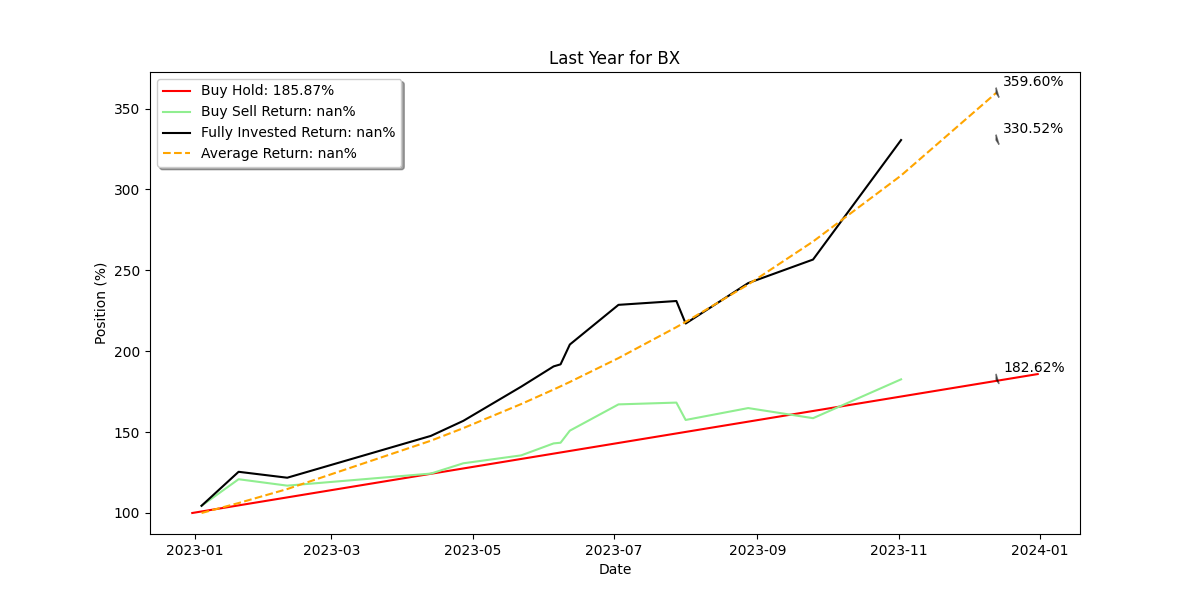 Last Year for BX
Buy Hold: 185.87%
Buy Sell Return: nan%
Fully Invested Return: nan%
Average Return: nan%
359.60%
330.52%
182.62%
Position (%)
350
300
250
200
150
100
2023-01
2023-03
2023-05
2023-07
2023-09
2023-11
2024-01
Date